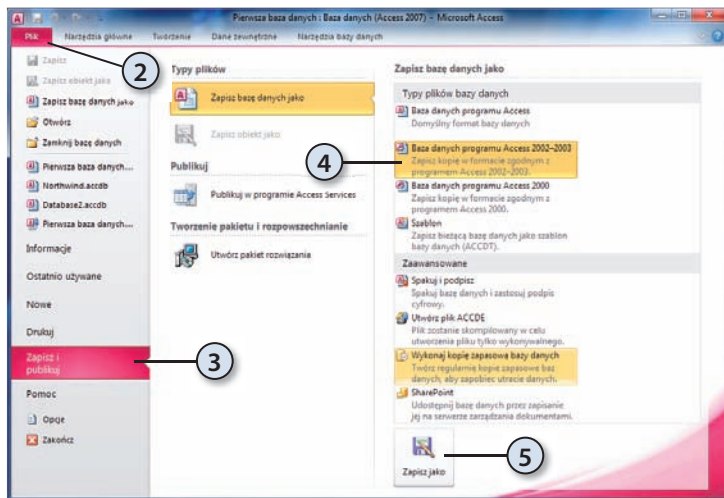 Pierwsza baza danych : Baza danych (Access 2007) – Microsoft Access
Plik Narzędzia główne Tworzenie Dane zewnętrzne Narzędzia bazy danych
Zapisz
Zapisz obiekt jako
Zapisz bazę danych jako
Otwórz
Zamknij bazę danych
Pierwsza baza danych....
Northwind.accdb
Database2.accdb
Pierwsza baza danych....
Informacje
Ostatnio używane
Nowe
Drukuj
Zapisz i
publikuj
Pomoc
Opcje
Zakończ
2
3
Typy plików
Zapisz bazę danych jako
Zapisz obiekt jako
Publikuj
Publikuj w programie Access Services
Tworzenie pakietu i rozpowszechnianie
Utwórz pakiet rozwiązania
4
Zapisz bazę danych jako
Typy plików bazy danych
Baza danych programu Access
Domyślny format bazy danych
Baza danych programu Access 2002–2003
Zapisz kopię w formacie zgodnym z
programem Access 2002-2003.
Baza danych programu Access 2000
Zapisz kopię w formacie zgodnym z
programem Access 2000.
Szablon
Zapisz bieżącą bazę danych jako szablon
bazy danych (ACCDT).
Zaawansowane
Spakuj i podpisz
Spakuj bazę danych i zastosuj podpis
cyfrowy.
Utwórz plik ACCDE
Plik zostanie skompilowany w celu
utworzenia pliku tylko wykonywalnego.
Wykonaj kopię zapasową bazy danych
Twórz regularnie kopie zapasowe baz
danych, aby zapobiec utracie danych.
SharePoint
Udostępnij bazę danych przez zapisanie
jej na serwerze zarządzania dokumentami.
Zapisz jako
5